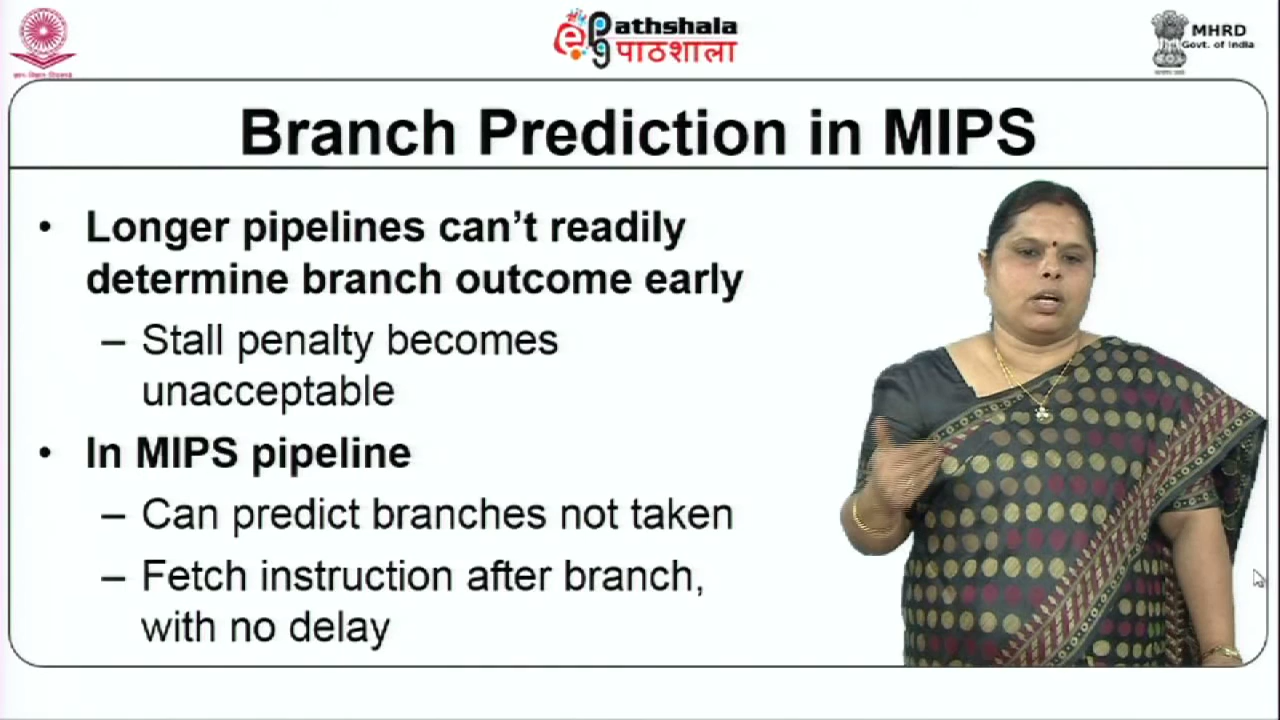 ePathshala
पाठशाला
MHRD
Govt. of India
Branch Prediction in MIPS
• Longer pipelines can't readily
determine branch outcome early
– Stall penalty becomes
unacceptable
• In MIPS pipeline
– Can predict branches not taken
– Fetch instruction after branch,
with no delay